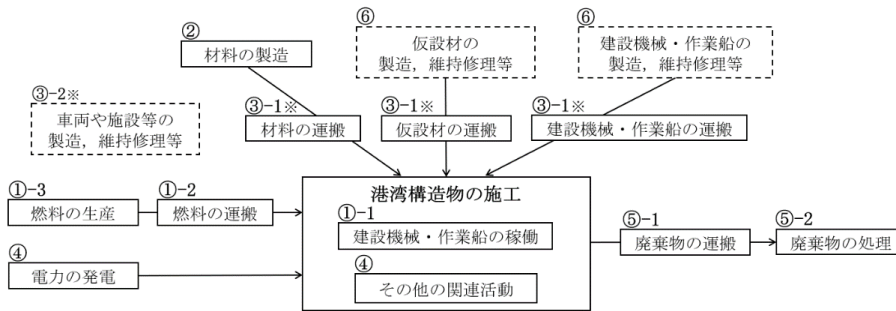 ②
材料の製造
⑥
仮設材の
製造，維持修理等
⑥
建設機械・作業船の
製造，維持修理等
③-2※
車両や施設等の
製造，維持修理等
③-1※
材料の運搬
③-1※
仮設材の運搬
③-1※
建設機械・作業船の運搬
港湾構造物の施工
①-3
燃料の生産
①-2
燃料の運搬
①-1
建設機械・作業船の稼働
④
電力の発電
④
その他の関連活動
⑤-1
廃棄物の運搬
⑤-2
廃棄物の処理